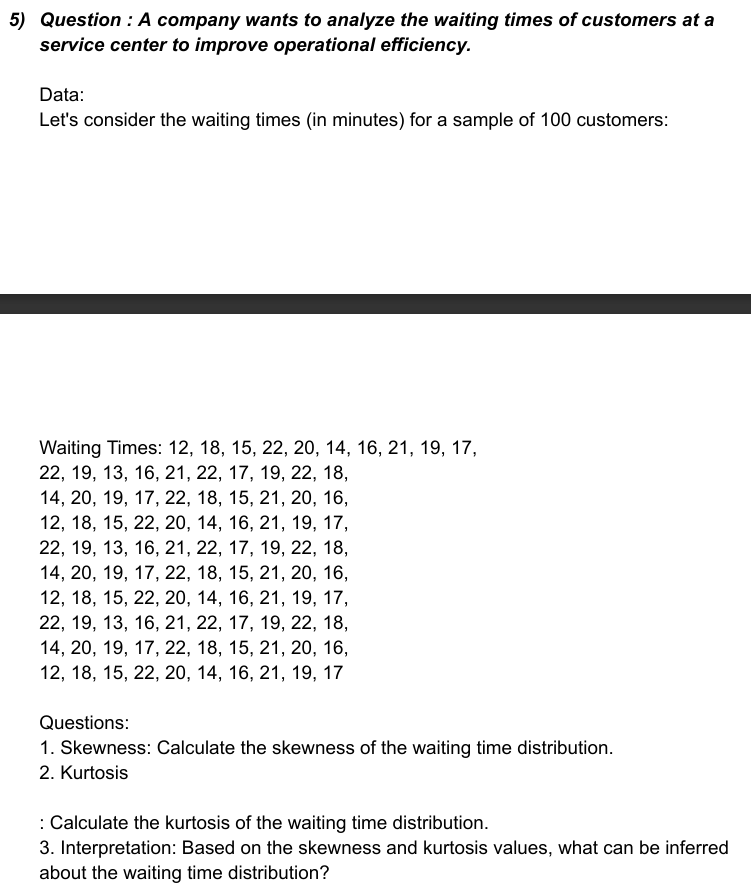 5) Question : A company wants to analyze the waiting times of customers at a
service center to improve operational efficiency.
Data:
Let's consider the waiting times (in minutes) for a sample of 100 customers:
Waiting Times: 12, 18, 15, 22, 20, 14, 16, 21, 19, 17,
22, 19, 13, 16, 21, 22, 17, 19, 22, 18,
14, 20, 19, 17, 22, 18, 15, 21, 20, 16,
12, 18, 15, 22, 20, 14, 16, 21, 19, 17,
22, 19, 13, 16, 21, 22, 17, 19, 22, 18,
14, 20, 19, 17, 22, 18, 15, 21, 20, 16,
12, 18, 15, 22, 20, 14, 16, 21, 19, 17,
22, 19, 13, 16, 21, 22, 17, 19, 22, 18,
14, 20, 19, 17, 22, 18, 15, 21, 20, 16,
12, 18, 15, 22, 20, 14, 16, 21, 19, 17
Questions:
1. Skewness: Calculate the skewness of the waiting time distribution.
2. Kurtosis
: Calculate the kurtosis of the waiting time distribution.
3. Interpretation: Based on the skewness and kurtosis values, what can be inferred
about the waiting time distribution?